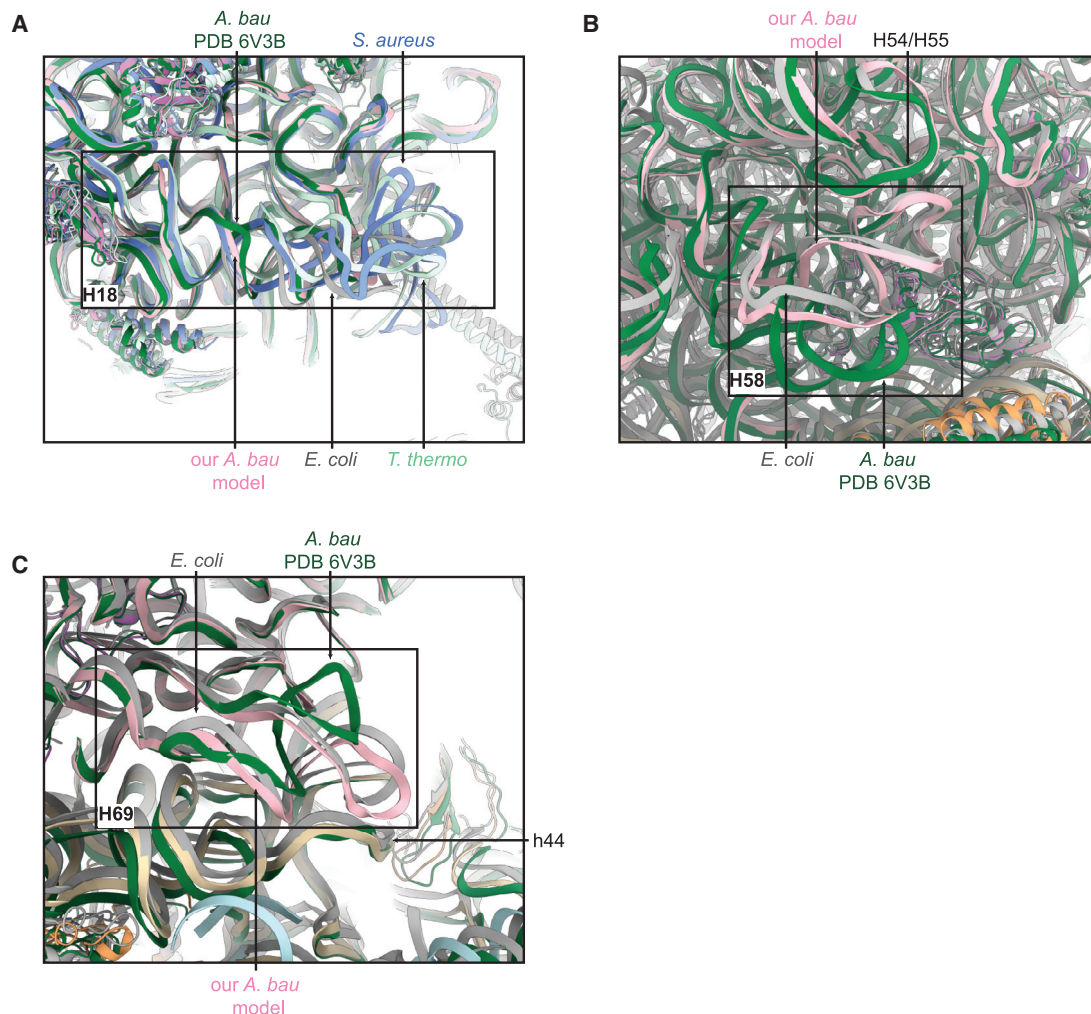 A
A. bau
PDB 6V3B
S. aureus
H18
our A. bau
model
E. coli
T. thermo
B
our A. bau
model
H54/H55
H58
E. coli
A. bau
PDB 6V3B
C
E. coli
A. bau
PDB 6V3B
H69
h44
our A. bau
model